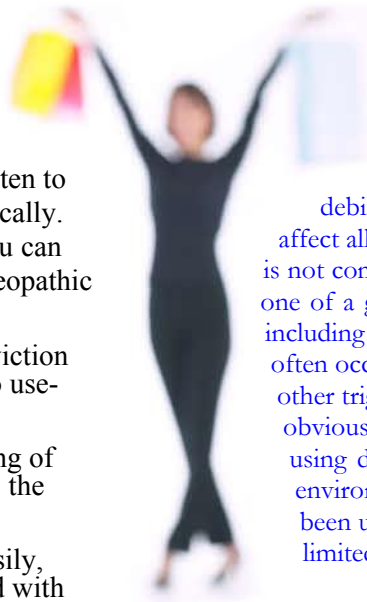 ten to
cally.
u can
eopathic
viction
o use-
ng of
the
sily,
d with
debi
affect all
is not con
one of a g
including
often occ
other trig
obvious
using d
enviror
been u
limited